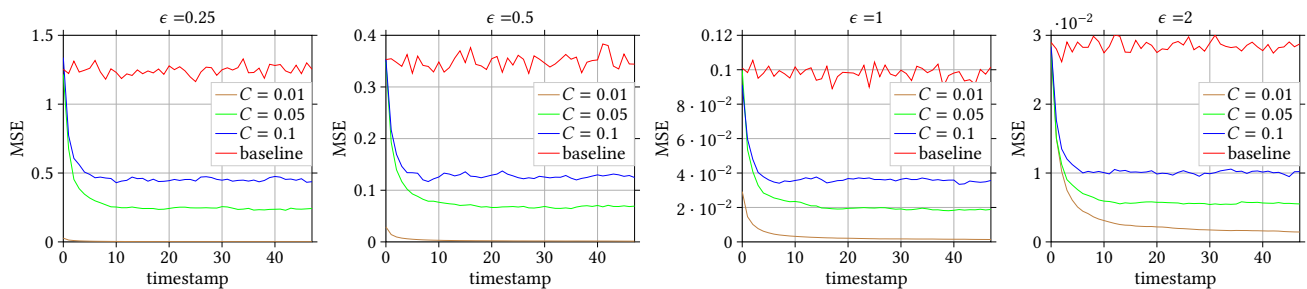 ϵ =0.25
1.5
1
0.5
0
MSE
0 10 20 30 40
timestamp
C = 0.01
C = 0.05
C = 0.1
baseline
ϵ =0.5
0.4
0.3
0.2
0.1
0
MSE
0 10 20 30 40
timestamp
C = 0.01
C = 0.05
C = 0.1
baseline
ϵ =1
0.12
0.1
8 · 10⁻²
6 · 10⁻²
4 · 10⁻²
2 · 10⁻²
0
MSE
0 10 20 30 40
timestamp
C = 0.01
C = 0.05
C = 0.1
baseline
·10⁻² ϵ =2
3
2
1
0
MSE
0 10 20 30 40
timestamp
C = 0.01
C = 0.05
C = 0.1
baseline